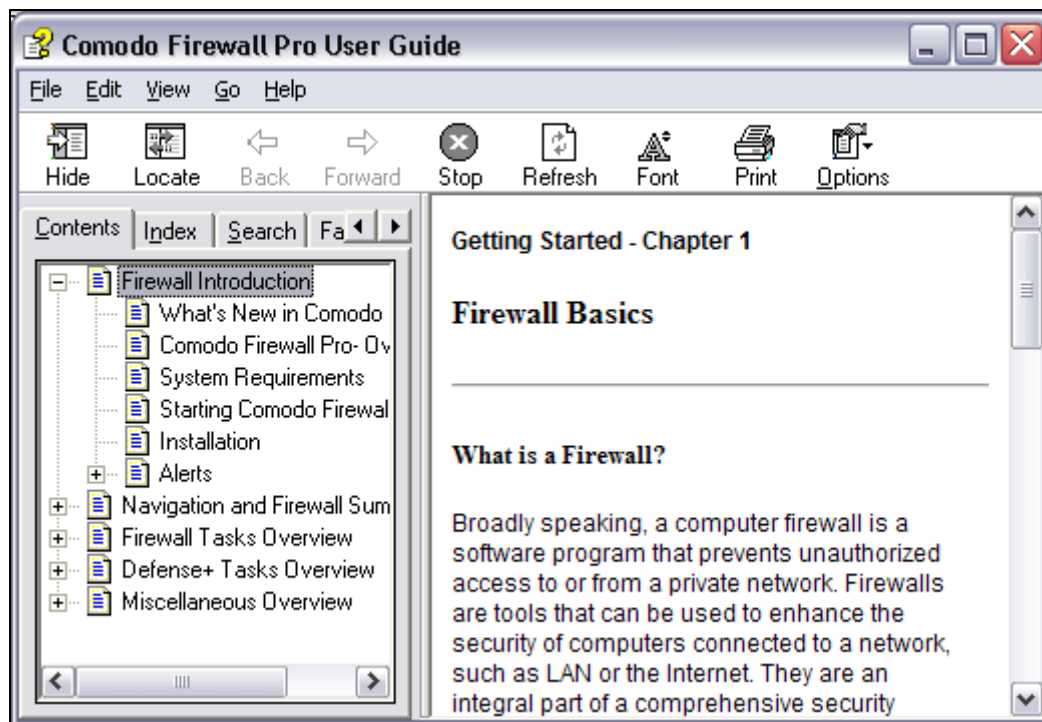 Comodo Firewall Pro User Guide
File Edit View Go Help
Hide Locate Back Forward Stop Refresh Font Print Options
Contents Index Search Fa
Firewall Introduction
What's New in Comodo
Comodo Firewall Pro- Ov
System Requirements
Starting Comodo Firewal
Installation
Alerts
Navigation and Firewall Sum
Firewall Tasks Overview
Defense+ Tasks Overview
Miscellaneous Overview
Getting Started - Chapter 1
Firewall Basics
What is a Firewall?
Broadly speaking, a computer firewall is a
software program that prevents unauthorized
access to or from a private network. Firewalls
are tools that can be used to enhance the
security of computers connected to a network,
such as LAN or the Internet. They are an
integral part of a comprehensive security